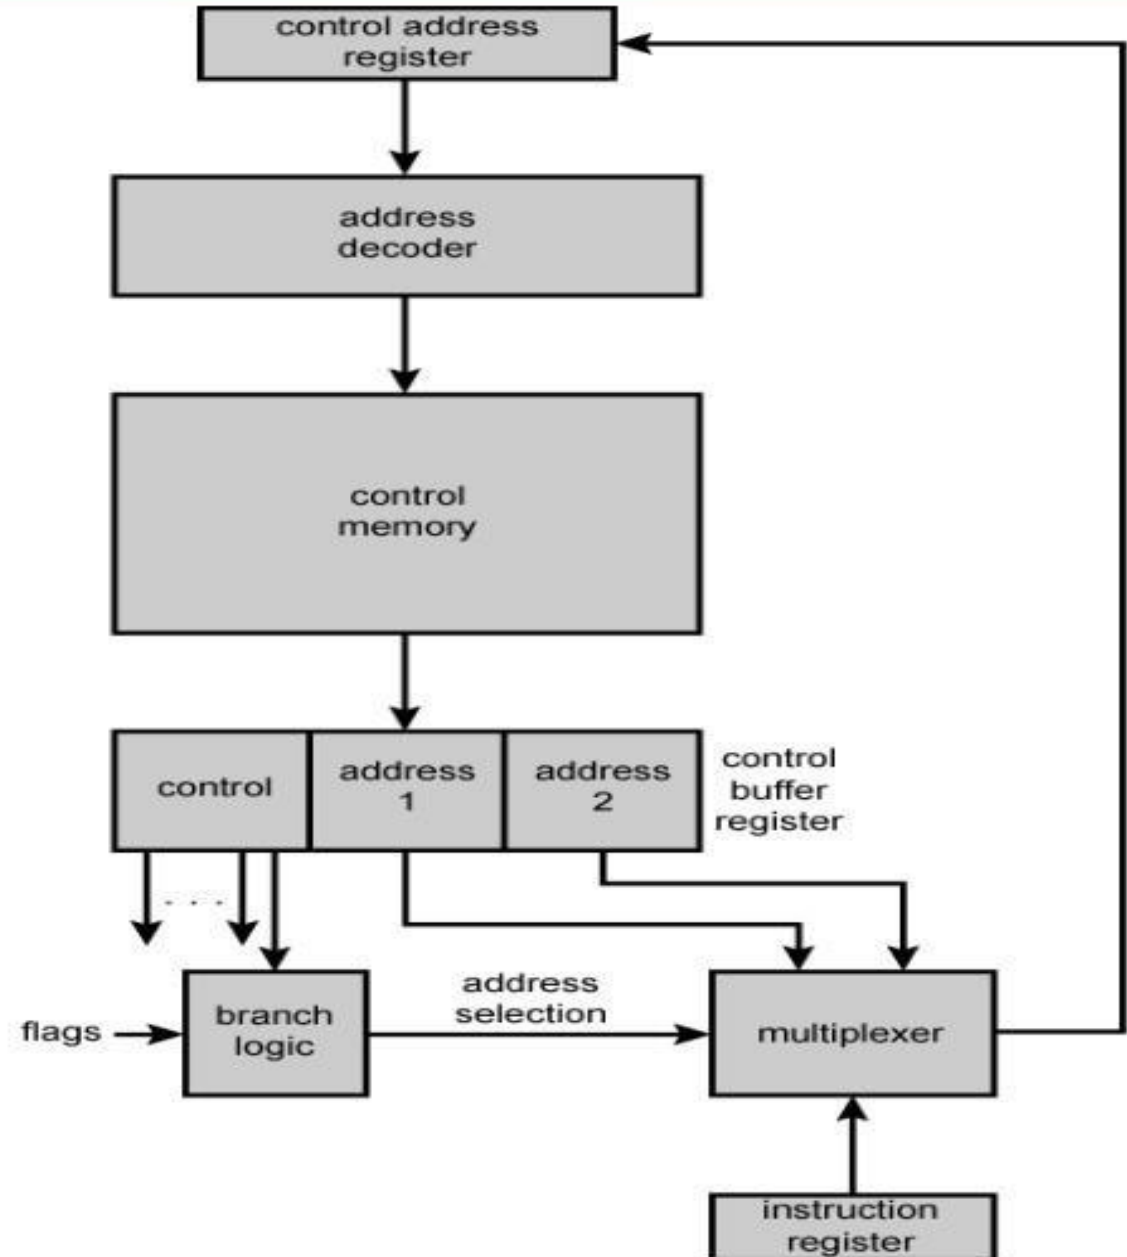 control address
register
address
decoder
control
memory
control
address
1
address
2
control
buffer
register
. . .
flags
branch
logic
address
selection
multiplexer
instruction
register